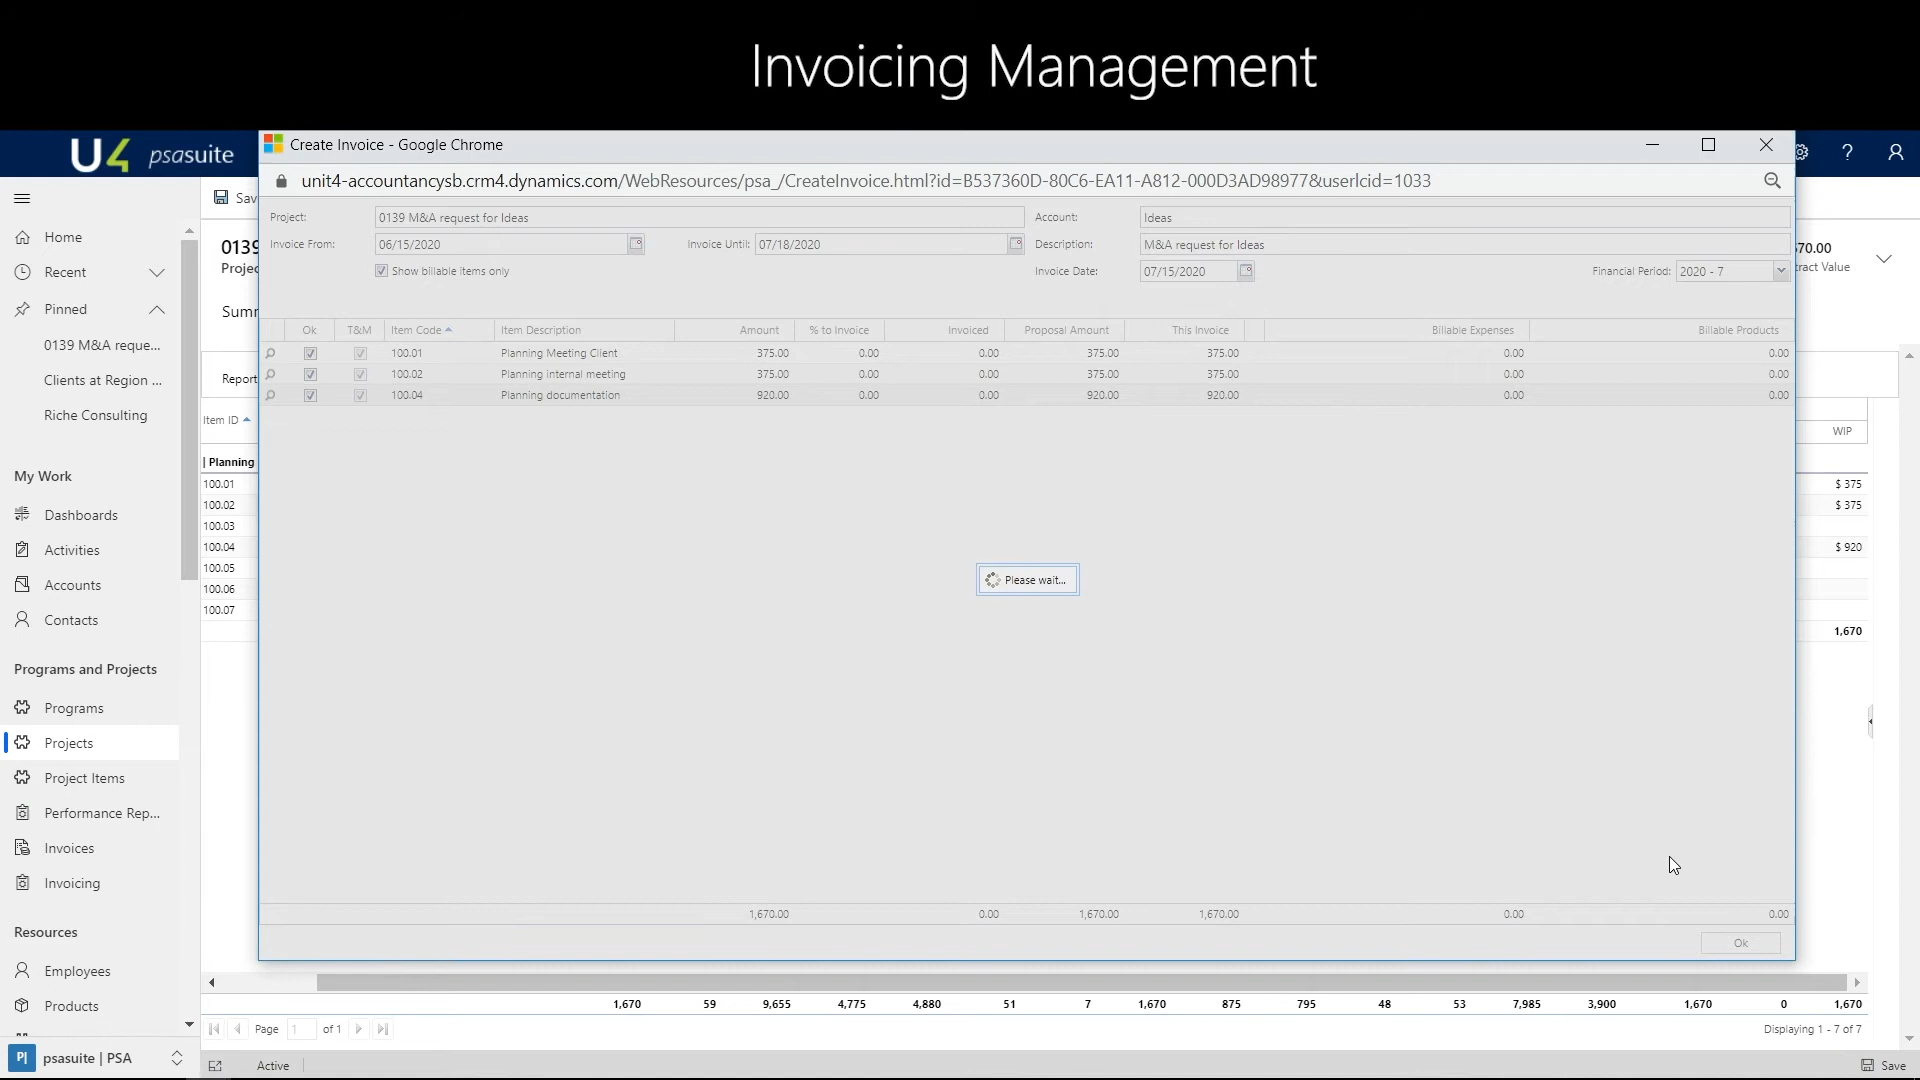 Invoicing Management
U4 psasuite
Create Invoice - Google Chrome
unit4-accountancysb.crm4.dynamics.com/WebResources/psa_/CreateInvoice.html?id=B537360D-80C6-EA11-A812-000D3AD98977&userlcid=1033
Project: 0139 M&A request for Ideas Account: Ideas
Invoice From: 06/15/2020 Invoice Until: 07/18/2020 Description: M&A request for Ideas
Show billable items only Invoice Date: 07/15/2020 Financial Period: 2020 - 7
Ok T&M Item Code Item Description Amount % to Invoice Invoiced Proposal Amount This Invoice Billable Expenses Billable Products
100.01 Planning Meeting Client 375.00 0.00 0.00 375.00 375.00 0.00 0.00
100.02 Planning internal meeting 375.00 0.00 0.00 375.00 375.00 0.00 0.00
100.04 Planning documentation 920.00 0.00 0.00 920.00 920.00 0.00 0.00
Please wait...
1,670.00 0.00 1,670.00 1,670.00 0.00 0.00
Ok
Home
Recent
Pinned
0139 M&A reque...
Clients at Region ...
Riche Consulting
My Work
Dashboards
Activities
Accounts
Contacts
Programs and Projects
Programs
Projects
Project Items
Performance Rep...
Invoices
Invoicing
Resources
Employees
Products
PI psasuite | PSA
Sav
0139
Projec
Summ
Report
Item ID
| Planning
100.01
100.02
100.03
100.04
100.05
100.06
100.07
70.00
tract Value
WIP
$ 375
$ 375
$ 920
1,670
1,670 59 9,655 4,775 4,880 51 7 1,670 875 795 48 53 7,985 3,900 1,670 0 1,670
Page 1 of 1 Displaying 1 - 7 of 7
Active Save